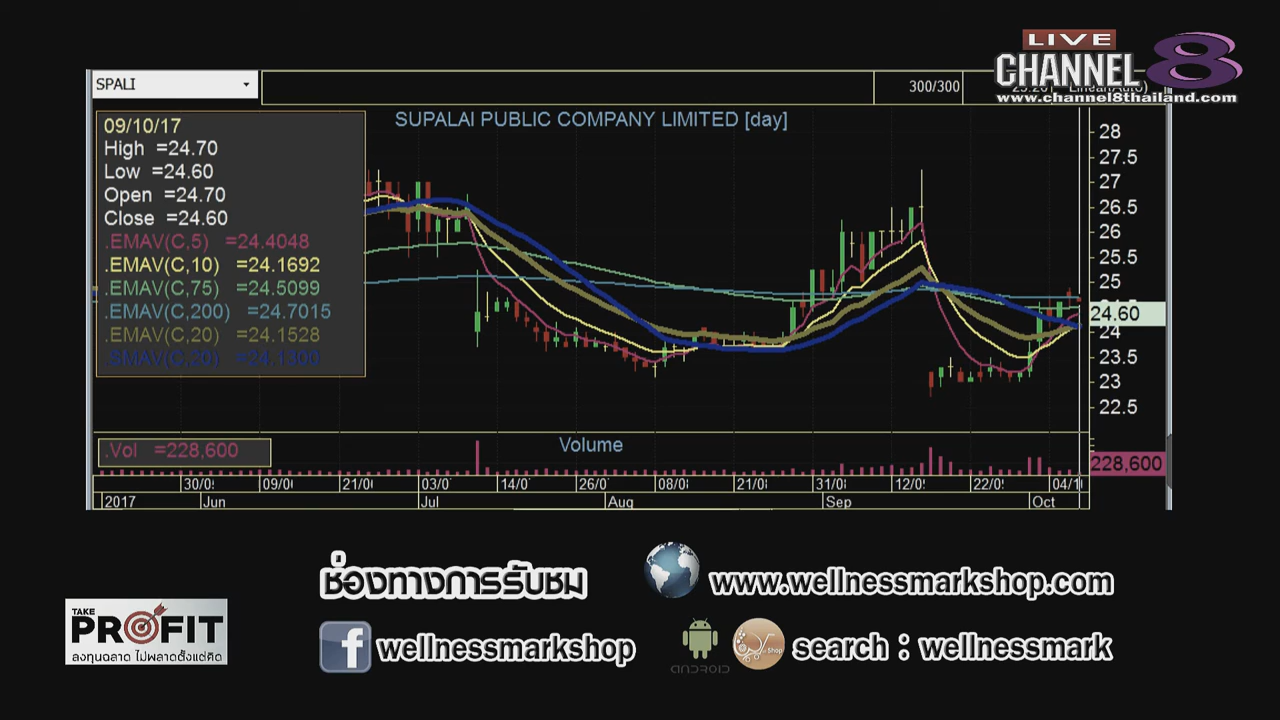 LIVE
CHANNEL 8
www.channel8thailand.com
SPALI
300/300
SUPALAI PUBLIC COMPANY LIMITED [day]
09/10/17
High =24.70
Low =24.60
Open =24.70
Close =24.60
.EMAV(C,5) =24.4048
.EMAV(C,10) =24.1692
.EMAV(C,75) =24.5099
.EMAV(C,200) =24.7015
.EMAV(C,20) =24.1528
.SMAV(C,20) =24.1300
28
27.5
27
26.5
26
25.5
25
24.60
24
23.5
23
22.5
.Vol =228,600
Volume
228,600
30/0 09/0 21/0 03/0 14/0 26/0 08/0 21/0 31/0 12/0 22/0 04/1
2017 Jun Jul Aug Sep Oct
ช่องทางการรับชม
www.wellnessmarkshop.com
TAKE
PROFIT
ลงทุนฉลาด ไม่พลาดตั้งแต่คิด
wellnessmarkshop
ANDROID
Shop
search : wellnessmark